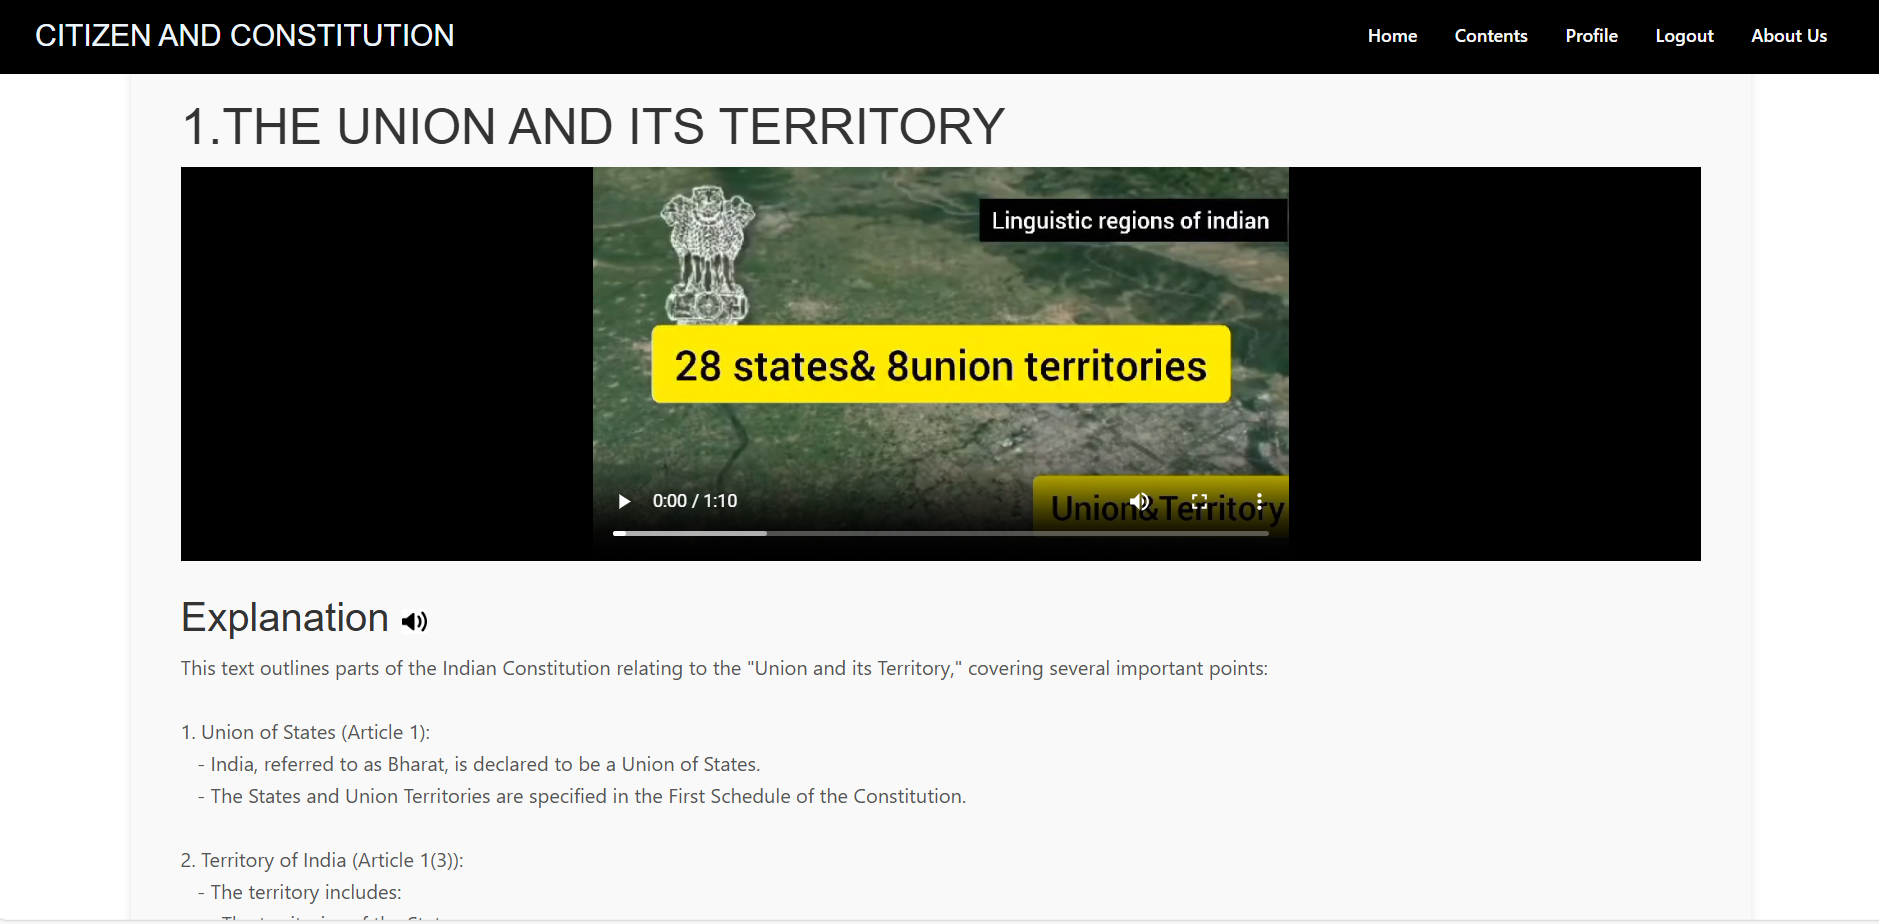 CITIZEN AND CONSTITUTION
Home Contents Profile Logout About Us
1.THE UNION AND ITS TERRITORY
Linguistic regions of indian
28 states& 8union territories
0:00 / 1:10
Union&Territory
Explanation
This text outlines parts of the Indian Constitution relating to the "Union and its Territory," covering several important points:
1. Union of States (Article 1):
- India, referred to as Bharat, is declared to be a Union of States.
- The States and Union Territories are specified in the First Schedule of the Constitution.
2. Territory of India (Article 1(3)):
- The territory includes: